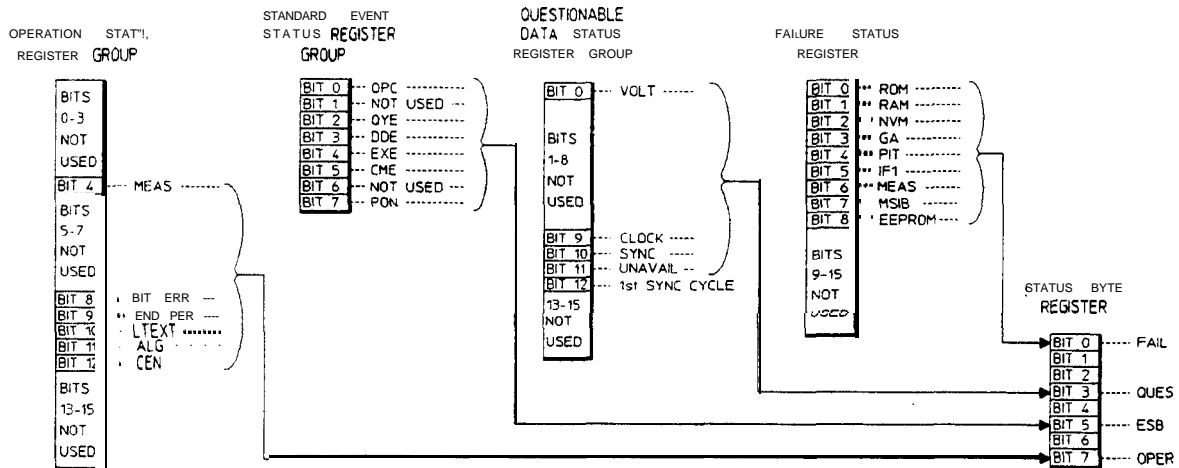 OPERATION STAT"!,
REGISTER GROUP
BITS
0-3
NOT
USED
BIT 4 MEAS
BITS
5-7
NOT
USED
BIT 8 BIT ERR
BIT 9 END PER
BIT 10 LTEXT
BIT 11 ALG
BIT 12 CEN
BITS
13-15
NOT
USED
STANDARD EVENT
STATUS REGISTER
GROUP
BIT 0 OPC
BIT 1 NOT USED
BIT 2 QYE
BIT 3 DDE
BIT 4 EXE
BIT 5 CME
BIT 6 NOT USED
BIT 7 PON
QUESTIONABLE
DATA STATUS
REGISTER GROUP
BIT 0 VOLT
BITS
1-8
NOT
USED
BIT 9 CLOCK
BIT 10 SYNC
BIT 11 UNAVAIL
BIT 12 1st SYNC CYCLE
13-15
NOT
USED
FAILURE STATUS
REGISTER
BIT 0 ROM
BIT 1 RAM
BIT 2 NVM
BIT 3 GA
BIT 4 PIT
BIT 5 IF1
BIT 6 MEAS
BIT 7 MSIB
BIT 8 EEPROM
BITS
9-15
NOT
USED
STATUS BYTE
REGISTER
BIT 0 FAIL
BIT 1
BIT 2
BIT 3 QUES
BIT 4
BIT 5 ESB
BIT 6
BIT 7 OPER